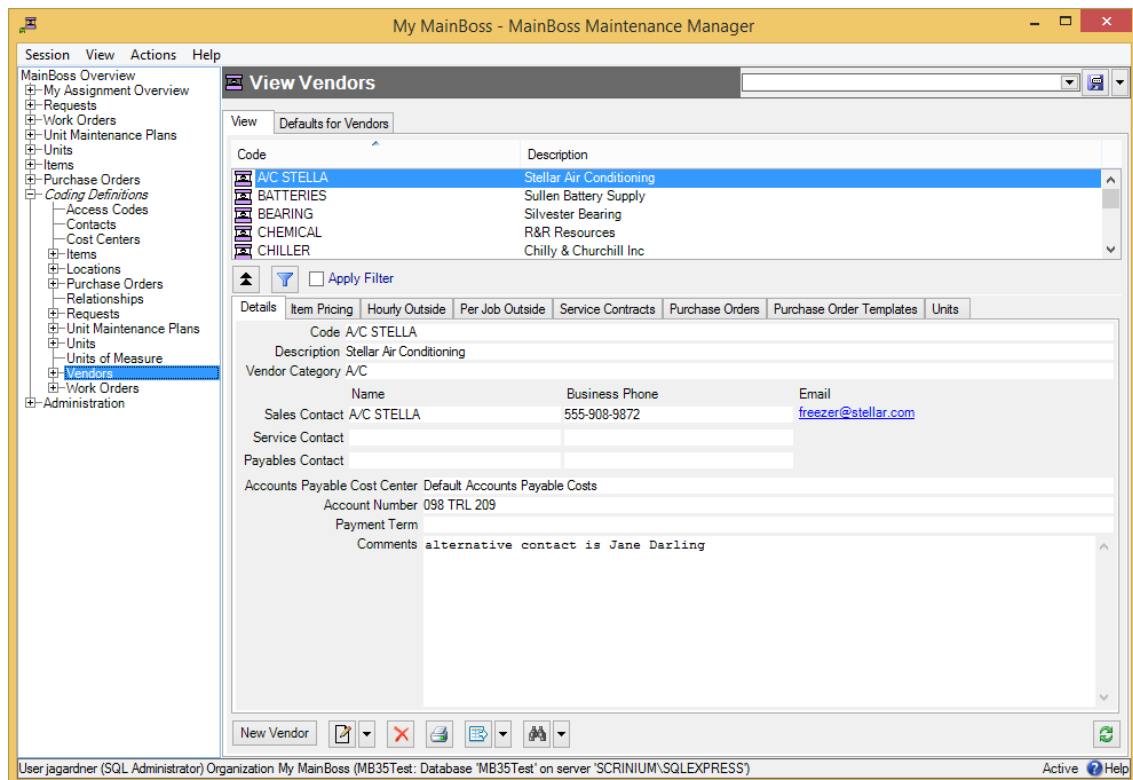 My MainBoss - MainBoss Maintenance Manager
Session View Actions Help
MainBoss Overview
My Assignment Overview
Requests
Work Orders
Unit Maintenance Plans
Units
Items
Purchase Orders
Coding Definitions
Access Codes
Contacts
Cost Centers
Items
Locations
Purchase Orders
Relationships
Requests
Unit Maintenance Plans
Units
Units of Measure
Vendors
Work Orders
Administration
View Vendors
View Defaults for Vendors
Code Description
A/C STELLA Stellar Air Conditioning
BATTERIES Sullen Battery Supply
BEARING Silvester Bearing
CHEMICAL R&R Resources
CHILLER Chilly & Churchill Inc
Apply Filter
Details Item Pricing Hourly Outside Per Job Outside Service Contracts Purchase Orders Purchase Order Templates Units
Code A/C STELLA
Description Stellar Air Conditioning
Vendor Category A/C
Name Business Phone Email
Sales Contact A/C STELLA 555-908-9872 freezer@stellar.com
Service Contact
Payables Contact
Accounts Payable Cost Center Default Accounts Payable Costs
Account Number 098 TRL 209
Payment Term
Comments alternative contact is Jane Darling
New Vendor
User jagardner (SQL Administrator) Organization My MainBoss (MB35Test: Database 'MB35Test' on server 'SCRINIUM\SQLEXPRESS') Active Help